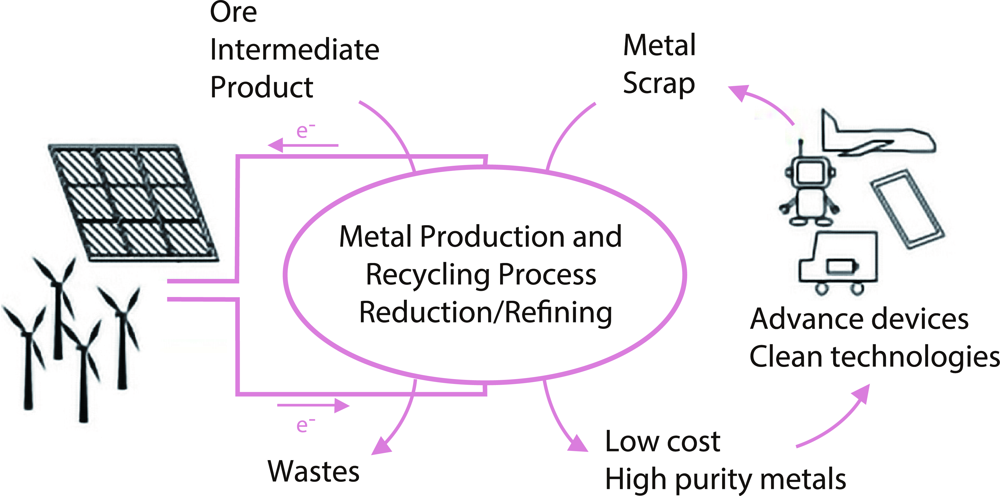 Ore
Intermediate
Product
Metal
Scrap
e⁻
Metal Production and
Recycling Process
Reduction/Refining
Advance devices
Clean technologies
e⁻
Wastes
Low cost
High purity metals